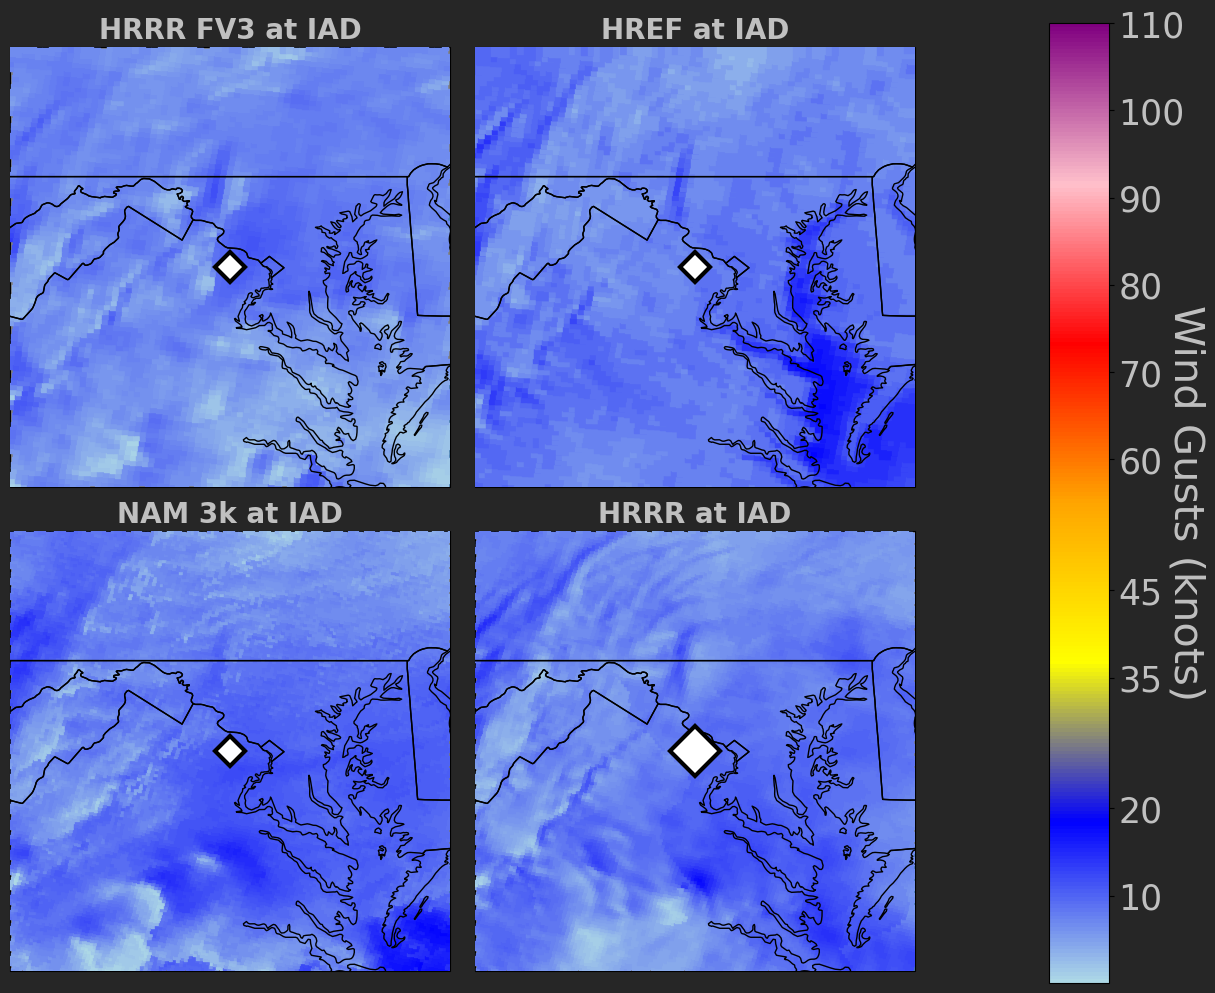 HRRR FV3 at IAD
HREF at IAD
NAM 3k at IAD
HRRR at IAD
110
100
90
80
70
60
45
35
20
10
Wind Gusts (knots)